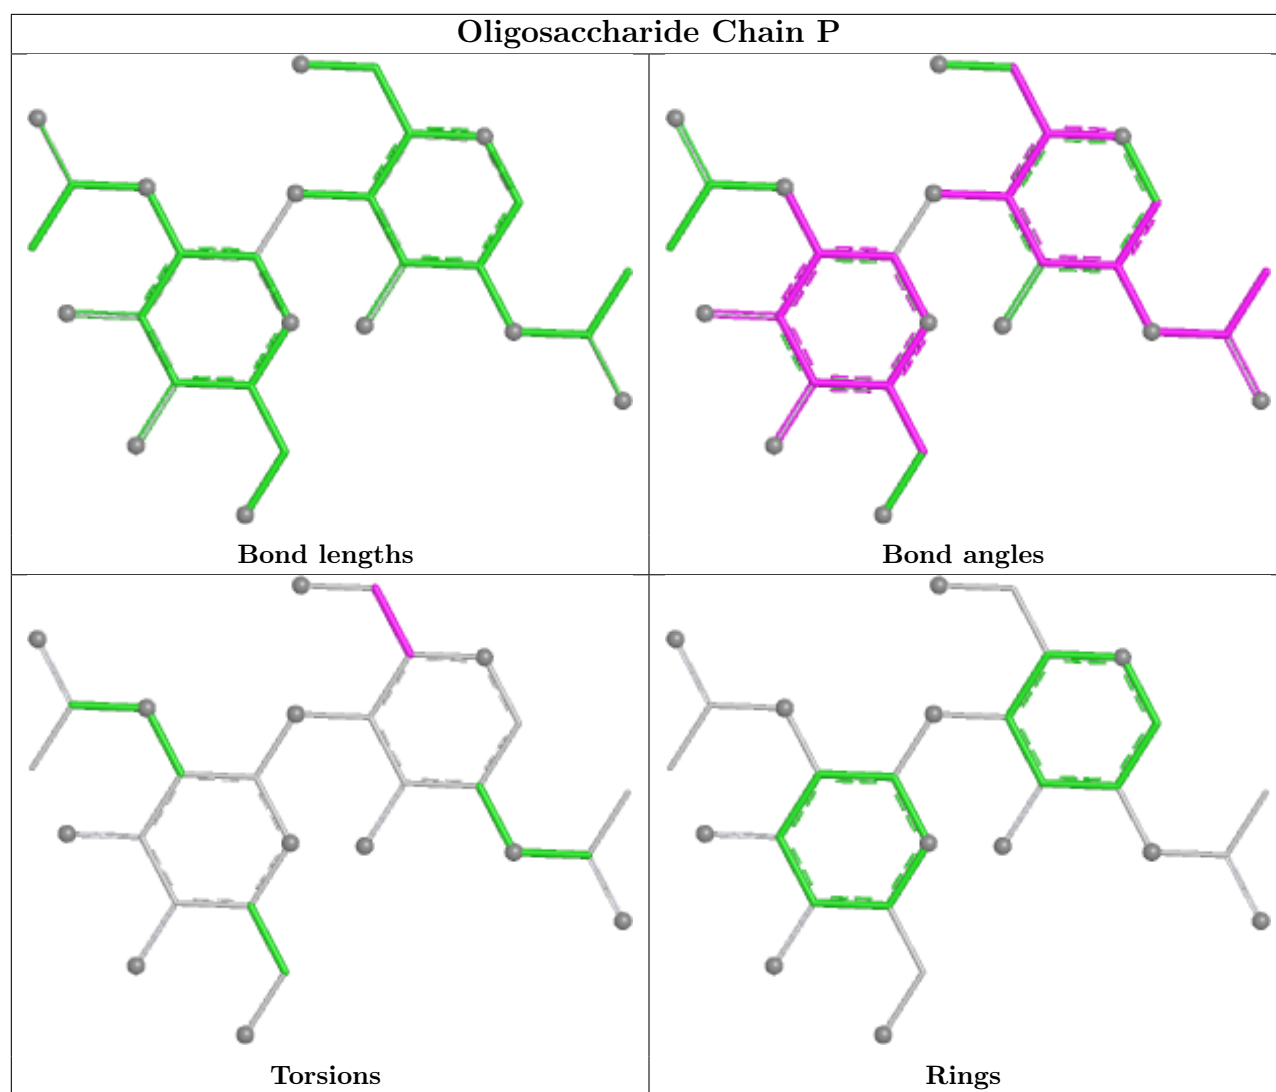 Oligosaccharide Chain P
Bond lengths
Bond angles
Torsions
Rings